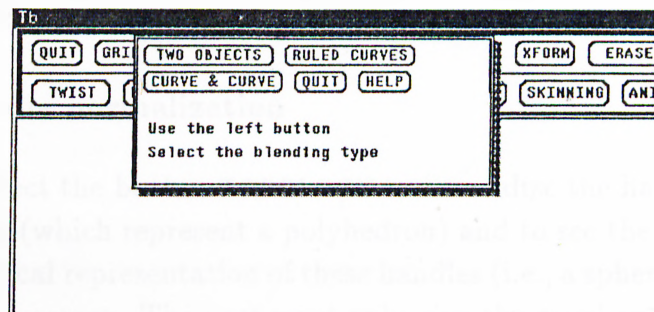 Tb
QUIT GRI XFORM ERASE
TWO OBJECTS RULED CURVES
CURVE & CURVE QUIT HELP
TWIST SKINNING ANI
Use the left button
Select the blending type